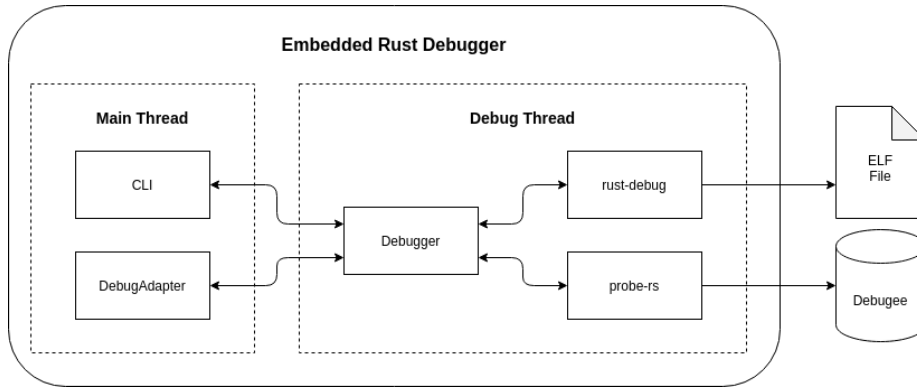 Embedded Rust Debugger
Main Thread
Debug Thread
CLI
rust-debug
ELF
File
Debugger
DebugAdapter
probe-rs
Debugee